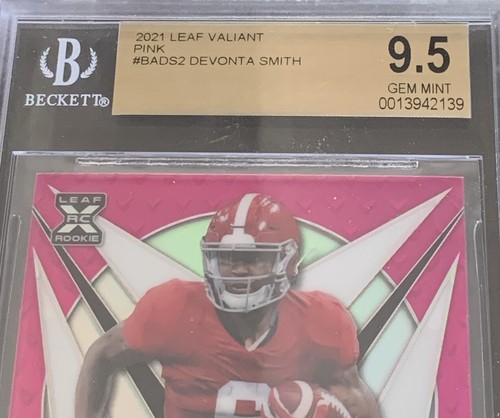 B
BECKETT®
2021 LEAF VALIANT
PINK
#BADS2 DEVONTA SMITH
9.5
GEM MINT
0013942139
LEAF
X
RC
ROOKIE